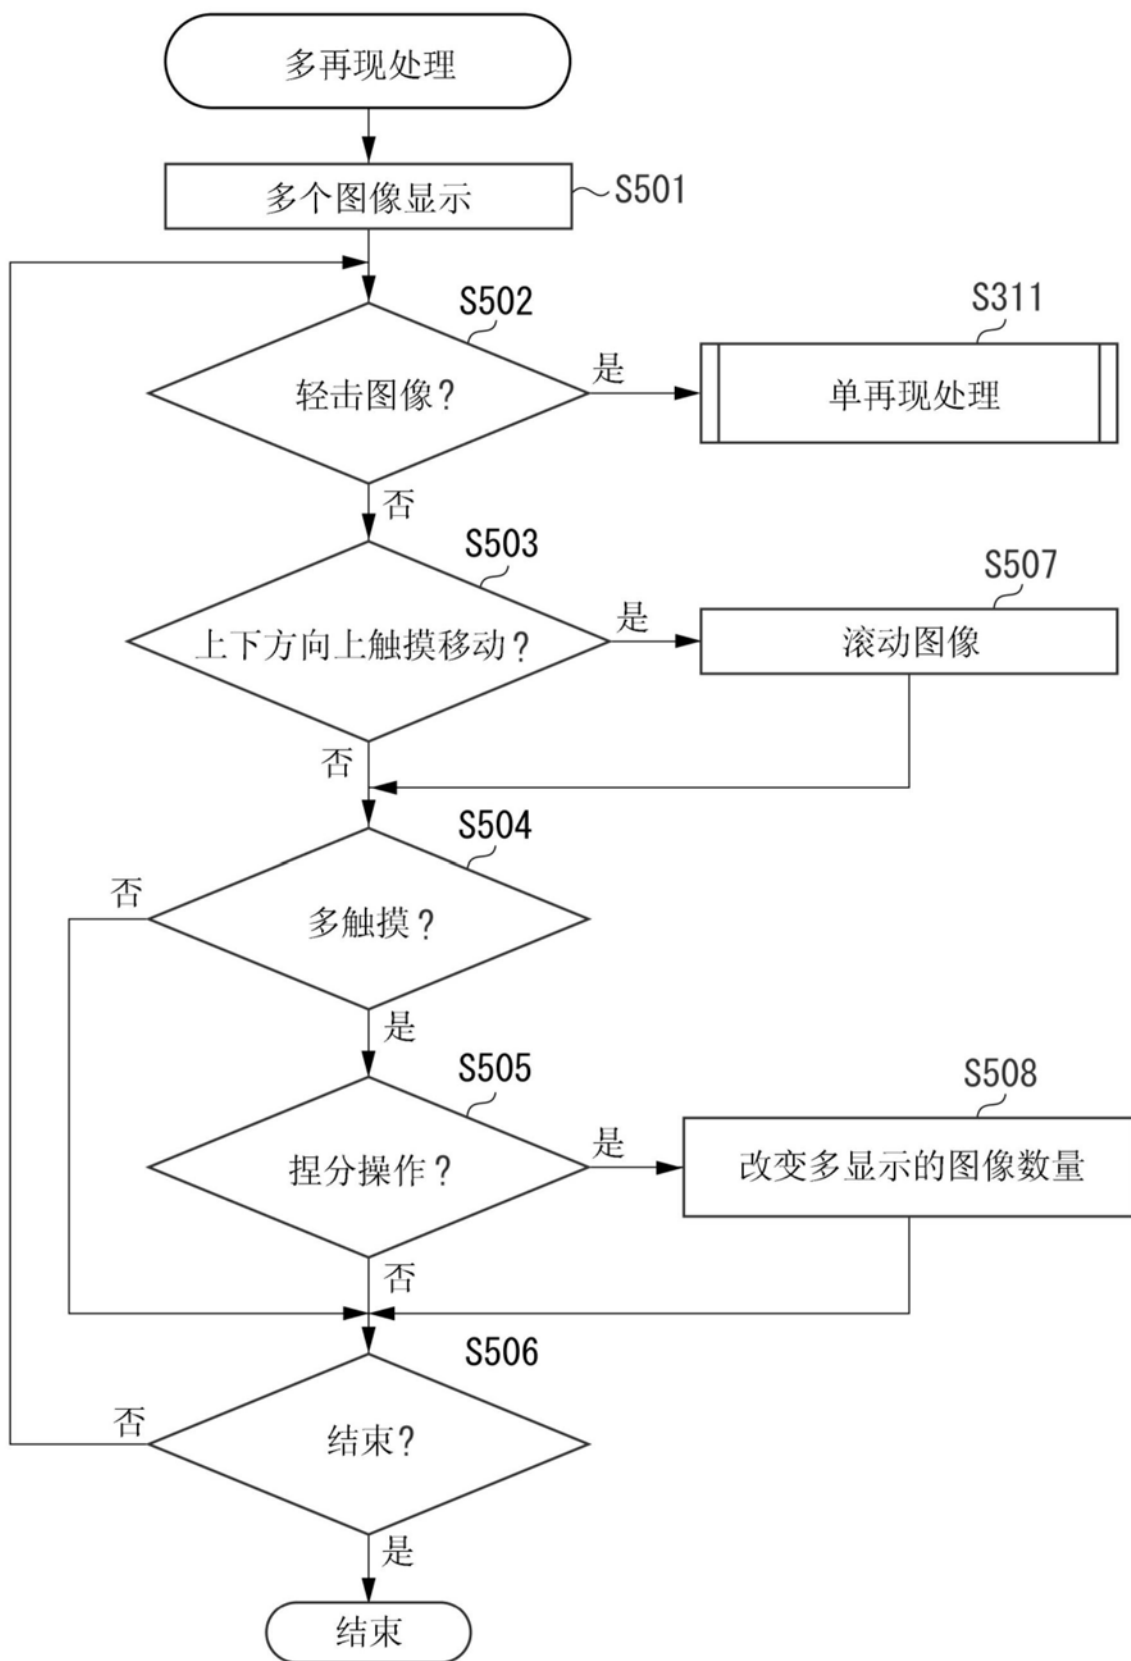 多再现处理
多个图像显示
S501
S502
轻击图像?
是
S311
单再现处理
否
S503
上下方向上触摸移动?
是
S507
滚动图像
否
S504
否
多触摸?
是
S505
捏分操作?
是
S508
改变多显示的图像数量
否
S506
否
结束?
是
结束